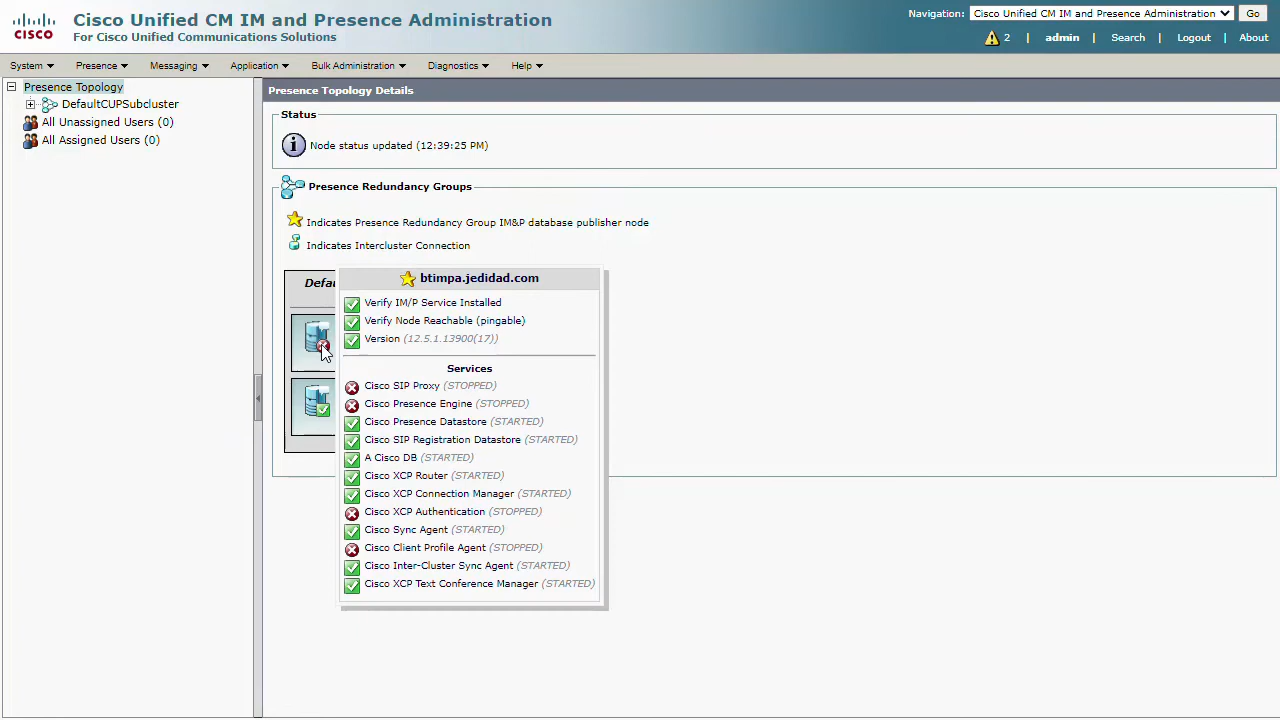 Cisco Unified CM IM and Presence Administration
For Cisco Unified Communications Solutions
CISCO
Navigation: Cisco Unified CM IM and Presence Administration Go
2 | admin | Search | Logout | About
System Presence Messaging Application Bulk Administration Diagnostics Help
Presence Topology
DefaultCUPSubcluster
All Unassigned Users (0)
All Assigned Users (0)
Presence Topology Details
Status
Node status updated (12:39:25 PM)
Presence Redundancy Groups
Indicates Presence Redundancy Group IM&P database publisher node
Indicates Intercluster Connection
btimpa.jedidad.com
Verify IM/P Service Installed
Verify Node Reachable (pingable)
Version (12.5.1.13900(17))
Services
Cisco SIP Proxy (STOPPED)
Cisco Presence Engine (STOPPED)
Cisco Presence Datastore (STARTED)
Cisco SIP Registration Datastore (STARTED)
A Cisco DB (STARTED)
Cisco XCP Router (STARTED)
Cisco XCP Connection Manager (STARTED)
Cisco XCP Authentication (STOPPED)
Cisco Sync Agent (STARTED)
Cisco Client Profile Agent (STOPPED)
Cisco Inter-Cluster Sync Agent (STARTED)
Cisco XCP Text Conference Manager (STARTED)